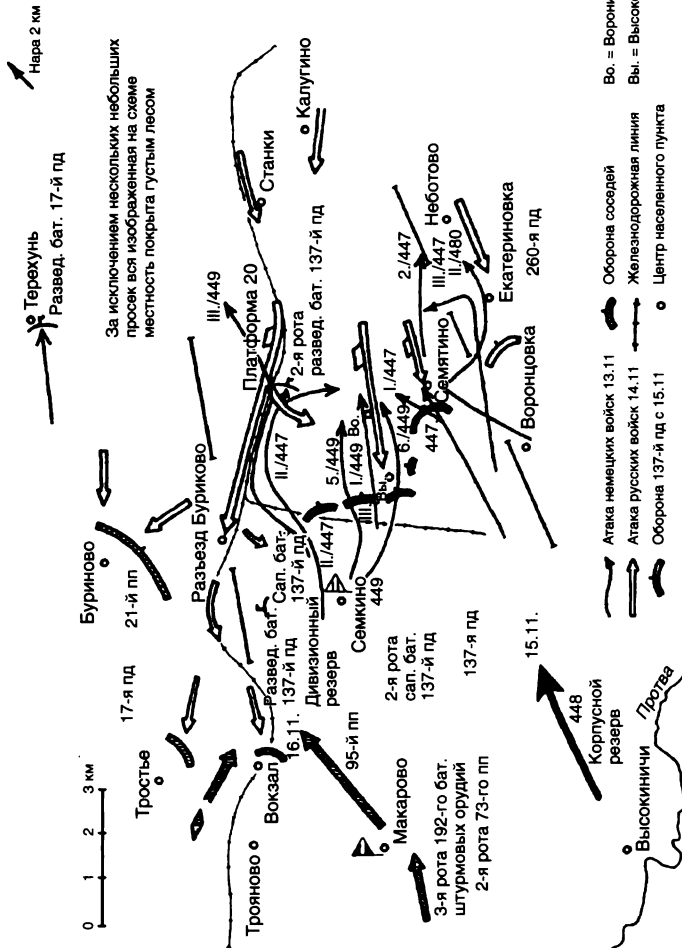 Нара 2 км
Терехунь
Развед. бат. 17-й пд
За исключением нескольких небольших
просек вся изображенная на схеме
местность покрыта густым лесом
Калугино
Станки
III./449
Платформа 20
2-я рота
развед. бат. 137-й пд
Буриново
21-й пп
Разъезд Буриково
II./447
5./449
I./449
Во.
III.
Вы.
6./449
447
I./447
2./447
III./447
II./480
Неботово
Семятино
Екатериновка
260-я пд
Воронцовка
17-я пд
Тростье
Сап. бат.
137-й пд
II./447
Развед. бат.
137-й пд
16.11.
Дивизионный
резерв
Семкино
449
2-я рота
сап. бат.
137-й пд
137-я пд
15.11.
Вокзал
95-й пп
Трояново
Макарово
3-я рота 192-го бат.
штурмовых орудий
2-я рота 73-го пп
448
Корпусной
резерв
Протва
Высокиничи
0 1 2 3 км
Атака немецких войск 13.11
Атака русских войск 14.11
Оборона 137-й пд с 15.11
Оборона соседей
Железнодорожная линия
Центр населенного пункта
Во. = Ворони
Вы. = Высок